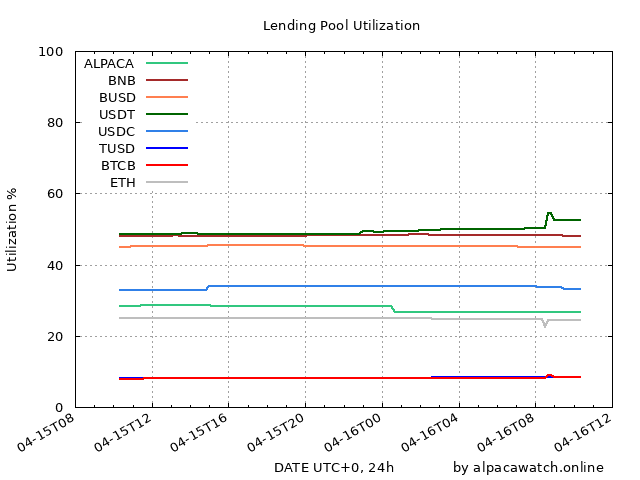 Lending Pool Utilization
Utilization %
100
80
60
40
20
0
ALPACA
BNB
BUSD
USDT
USDC
TUSD
BTCB
ETH
04-15T08
04-15T12
04-15T16
04-15T20
04-16T00
04-16T04
04-16T08
04-16T12
DATE UTC+0, 24h
by alpacawatch.online